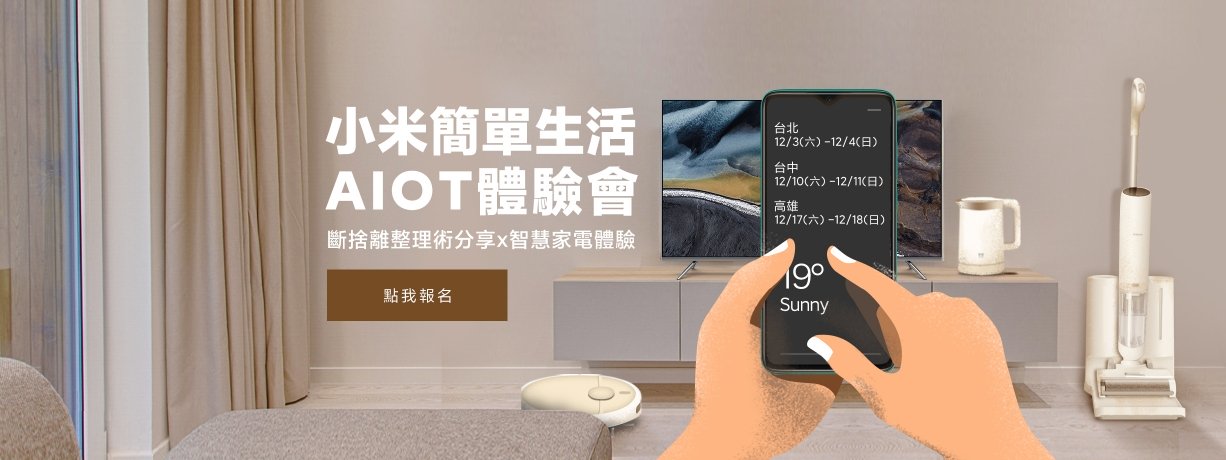 小米簡單生活
AIOT體驗會
斷捨離整理術分享x智慧家電體驗
點我報名
台北
12/3(六) -12/4(日)
台中
12/10(六) -12/11(日)
高雄
12/17(六) -12/18(日)
19°
Sunny